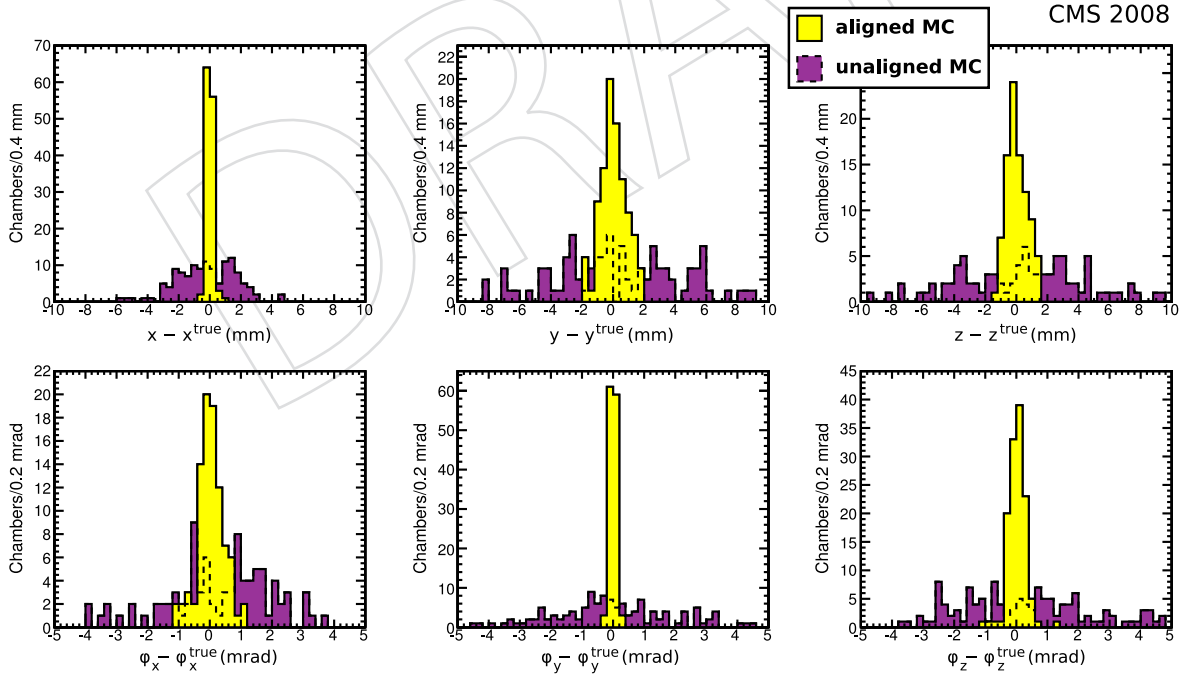 CMS 2008
aligned MC
unaligned MC
Chambers/0.4 mm
70
60
50
40
30
20
10
0
-10 -8 -6 -4 -2 0 2 4 6 8 10
x − x^true (mm)
Chambers/0.4 mm
22
20
18
16
14
12
10
8
6
4
2
0
-10 -8 -6 -4 -2 0 2 4 6 8 10
y − y^true (mm)
Chambers/0.4 mm
25
20
15
10
5
0
-10 -8 -6 -4 -2 0 2 4 6 8 10
z − z^true (mm)
Chambers/0.2 mrad
22
20
18
16
14
12
10
8
6
4
2
0
-5 -4 -3 -2 -1 0 1 2 3 4 5
φ_x − φ_x^true (mrad)
Chambers/0.2 mrad
60
50
40
30
20
10
0
-5 -4 -3 -2 -1 0 1 2 3 4 5
φ_y − φ_y^true (mrad)
Chambers/0.2 mrad
45
40
35
30
25
20
15
10
5
0
-5 -4 -3 -2 -1 0 1 2 3 4 5
φ_z − φ_z^true (mrad)
DRA